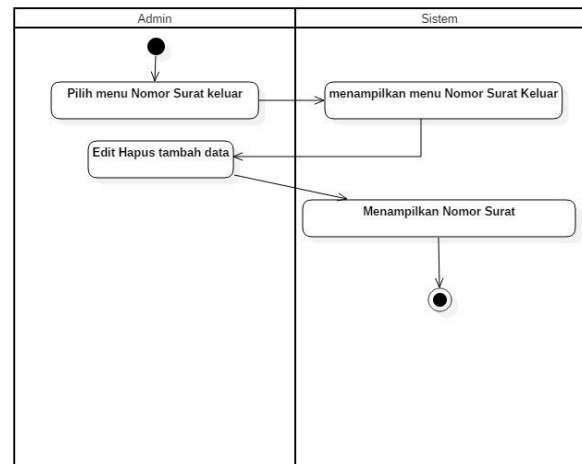 Admin
Sistem
Pilih menu Nomor Surat keluar
menampilkan menu Nomor Surat Keluar
Edit Hapus tambah data
Menampilkan Nomor Surat